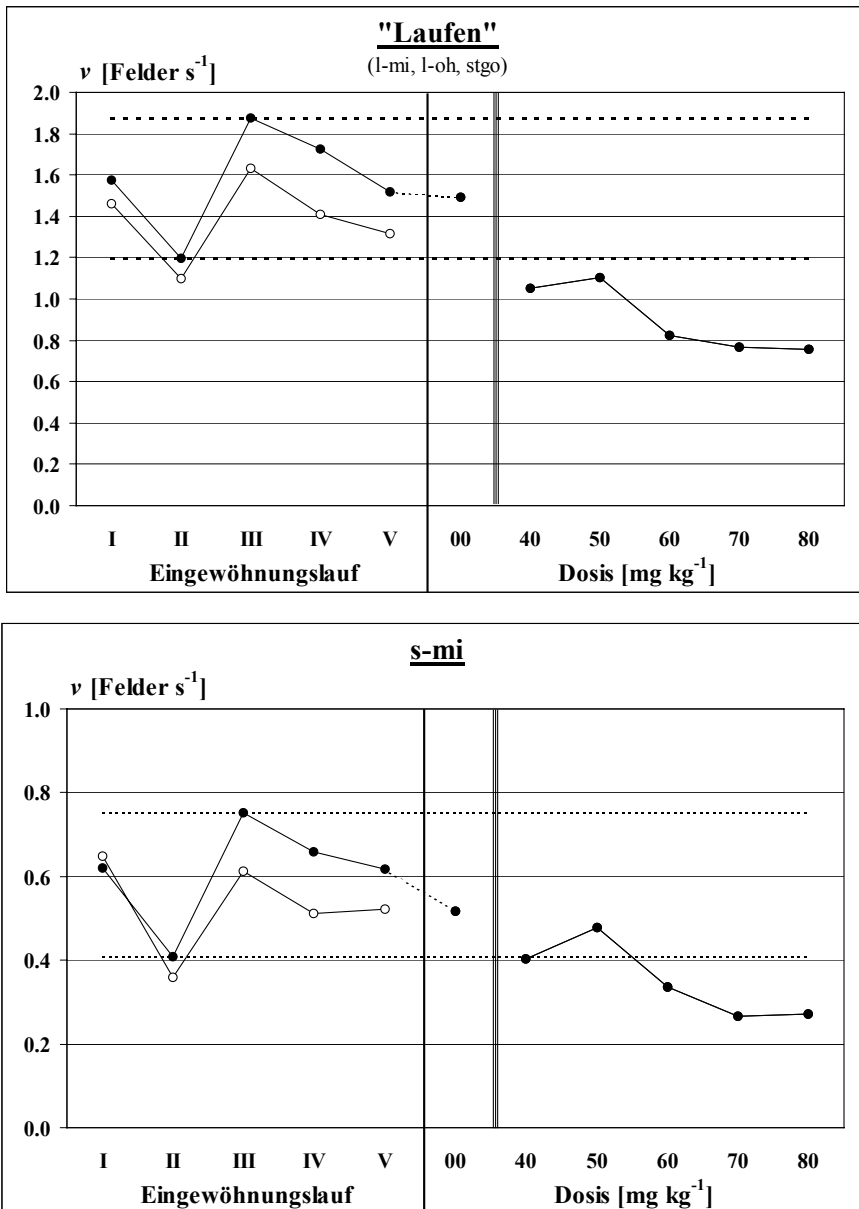 "Laufen"
(l-mi, l-oh, stgo)
v [Felder s⁻¹]
2.0
1.8
1.6
1.4
1.2
1.0
0.8
0.6
0.4
0.2
0.0
I II III IV V 00 40 50 60 70 80
Eingewöhnungslauf Dosis [mg kg⁻¹]
s-mi
v [Felder s⁻¹]
1.0
0.8
0.6
0.4
0.2
0.0
I II III IV V 00 40 50 60 70 80
Eingewöhnungslauf Dosis [mg kg⁻¹]